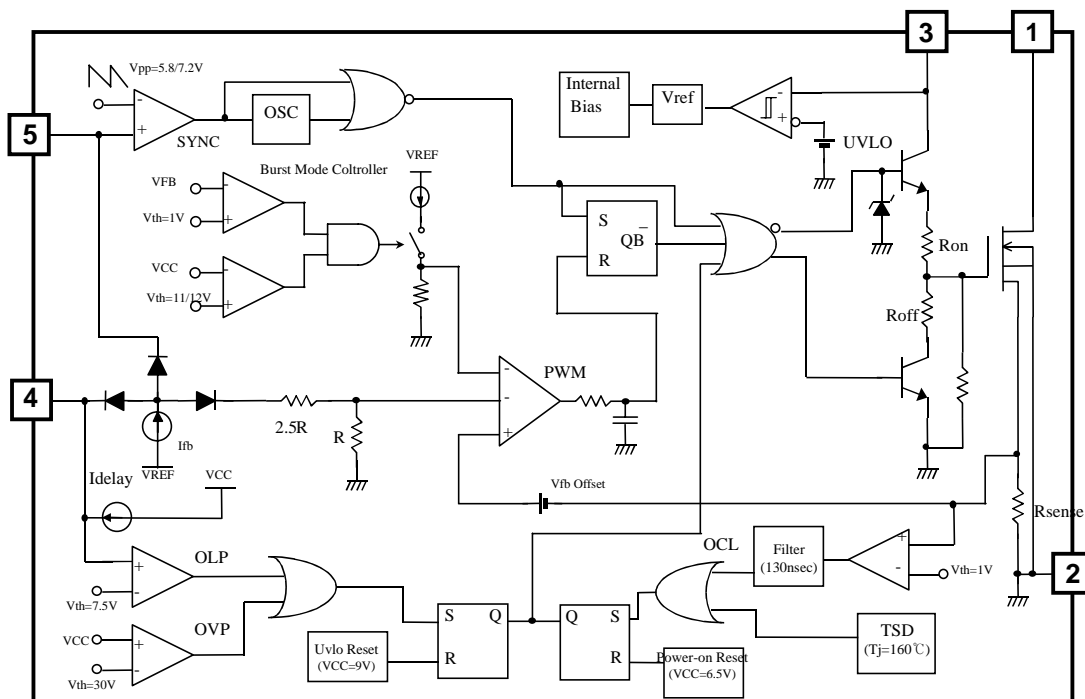 3
1
Vpp=5.8/7.2V
-
+
SYNC
OSC
5
Internal
Bias
Vref
-
+
UVLO
Burst Mode Coltroller
VREF
VFB
-
Vth=1V
+
VCC
-
Vth=11/12V
+
S
QB
R
Ron
Roff
4
2.5R
R
Ifb
VREF
PWM
-
-
+
Idelay
VCC
Vfb Offset
Rsense
OLP
+
Vth=7.5V
-
OVP
VCC
+
Vth=30V
-
OCL
Filter
(130nsec)
+
-
Vth=1V
2
S
Q
R
Uvlo Reset
(VCC=9V)
Q
S
R
Power-on Reset
(VCC=6.5V)
TSD
(Tj=160℃)